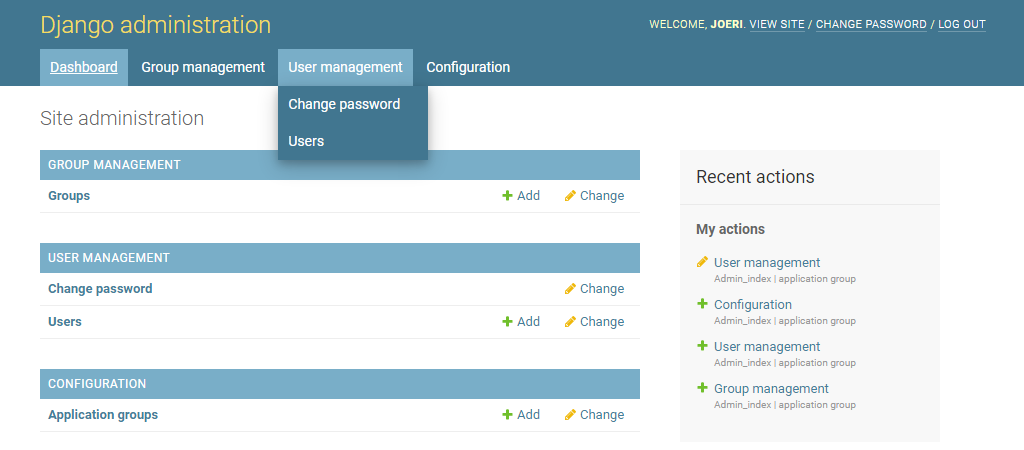 Django administration
WELCOME, JOERI. VIEW SITE / CHANGE PASSWORD / LOG OUT
Dashboard Group management User management Configuration
Change password
Users
Site administration
GROUP MANAGEMENT
Groups Add Change
USER MANAGEMENT
Change password Change
Users Add Change
CONFIGURATION
Application groups Add Change
Recent actions
My actions
User management
Admin_index | application group
Configuration
Admin_index | application group
User management
Admin_index | application group
Group management
Admin_index | application group